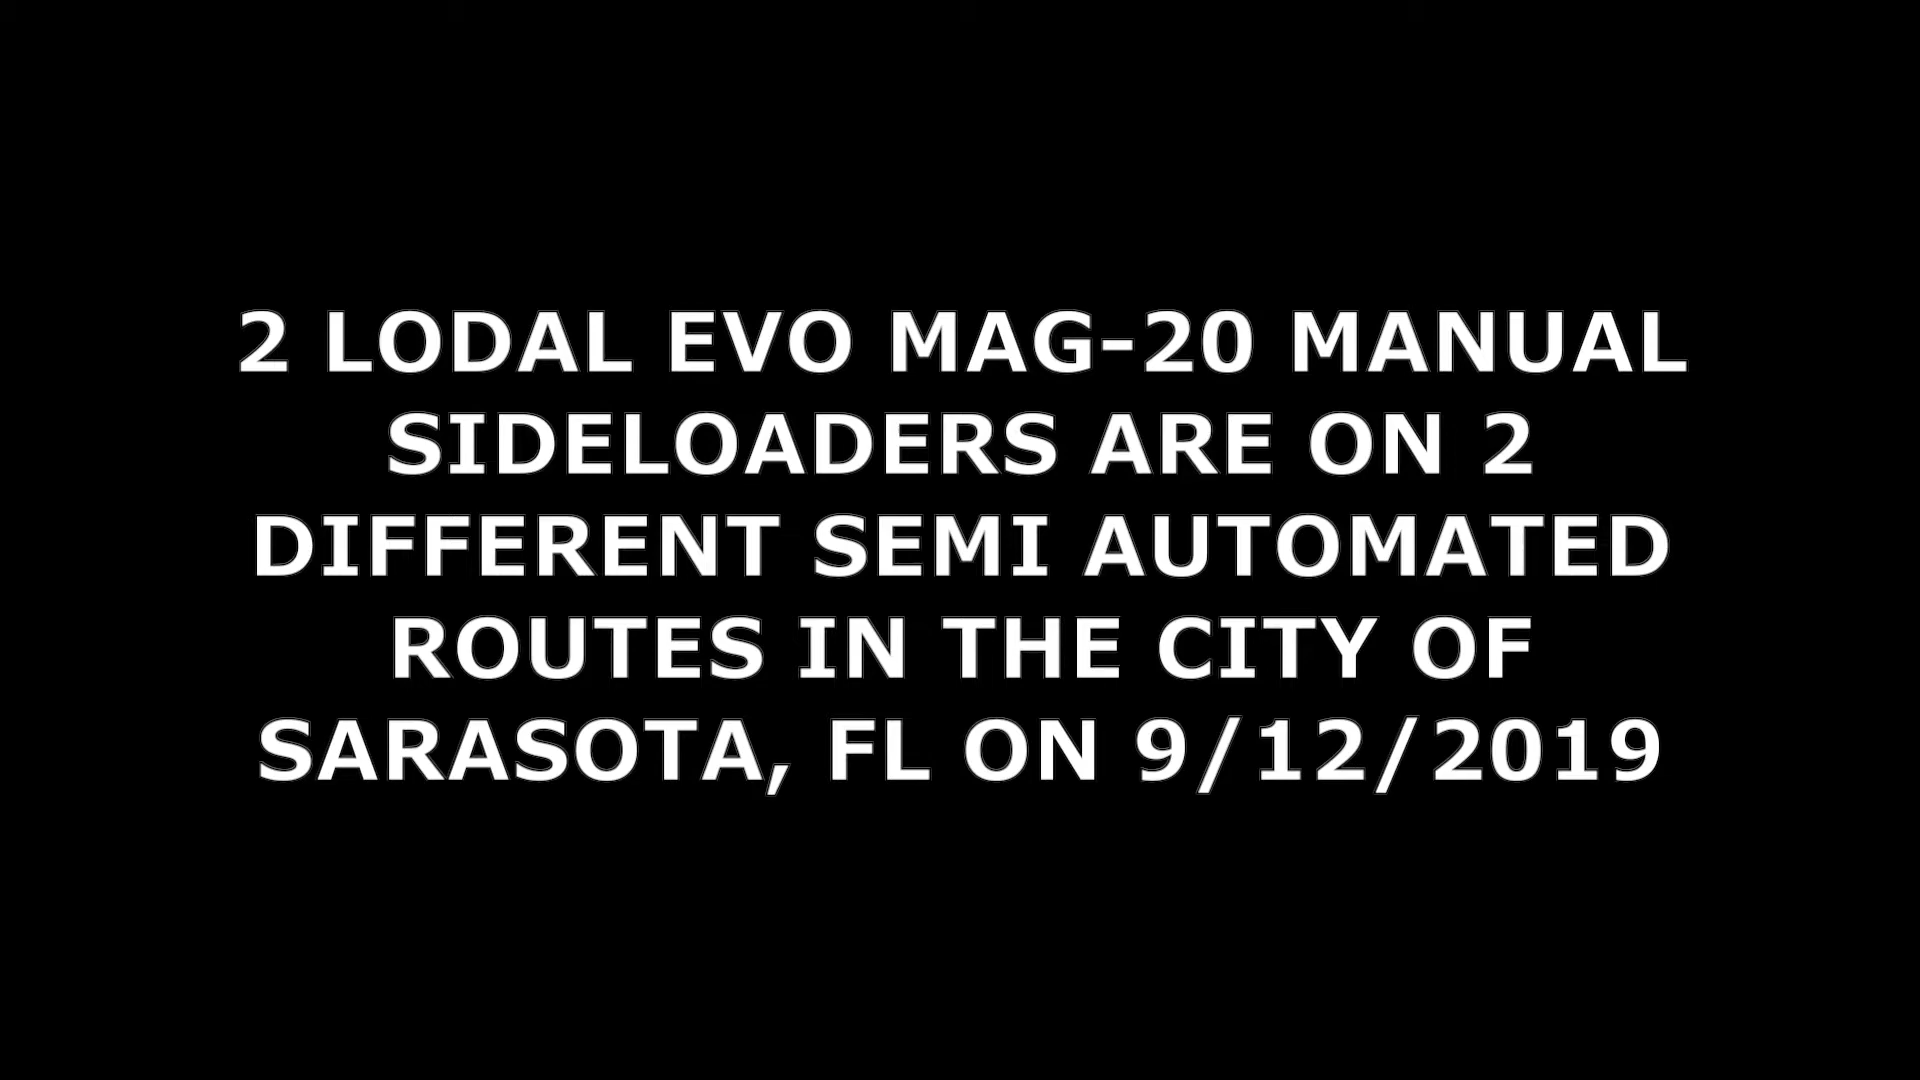 2 LODAL EVO MAG-20 MANUAL
SIDELOADERS ARE ON 2
DIFFERENT SEMI AUTOMATED
ROUTES IN THE CITY OF
SARASOTA, FL ON 9/12/2019